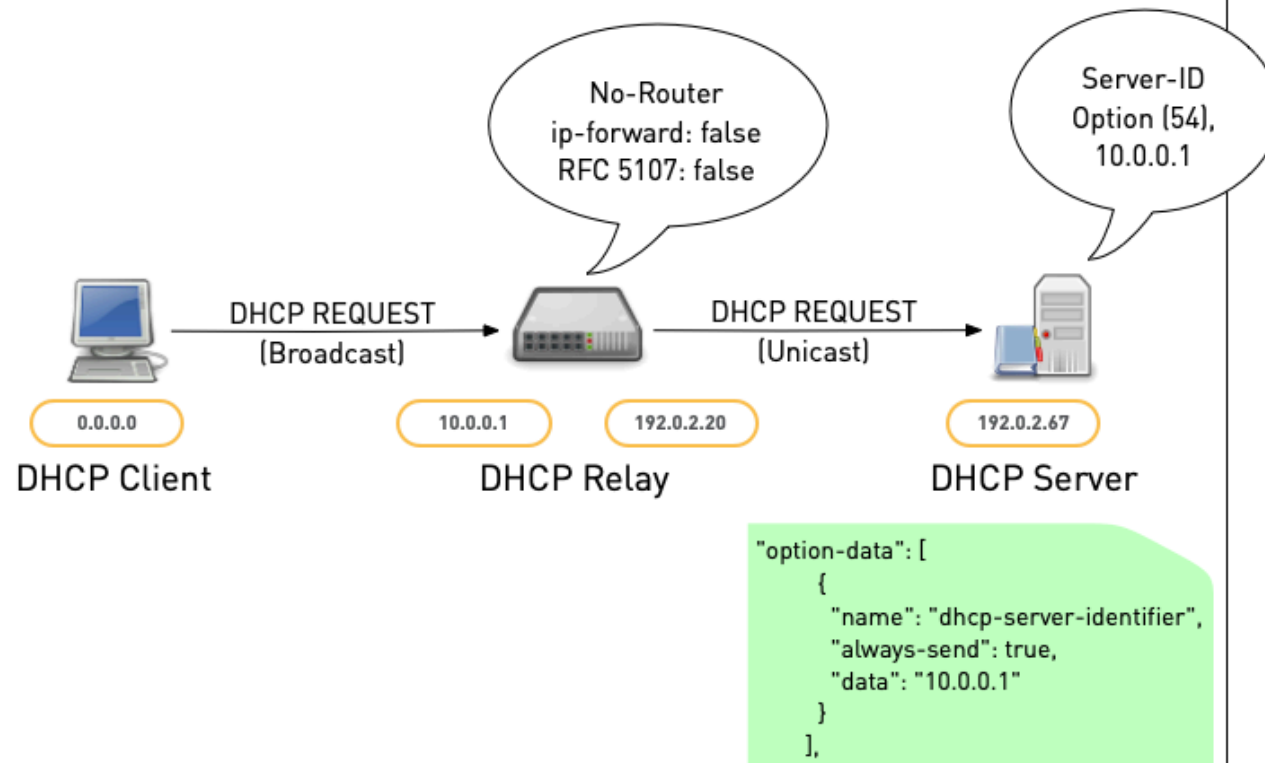 No-Router
ip-forward: false
RFC 5107: false
Server-ID
Option (54),
10.0.0.1
DHCP REQUEST
(Broadcast)
DHCP REQUEST
(Unicast)
0.0.0.0
10.0.0.1
192.0.2.20
192.0.2.67
DHCP Client
DHCP Relay
DHCP Server
"option-data": [
{
"name": "dhcp-server-identifier",
"always-send": true,
"data": "10.0.0.1"
}
],